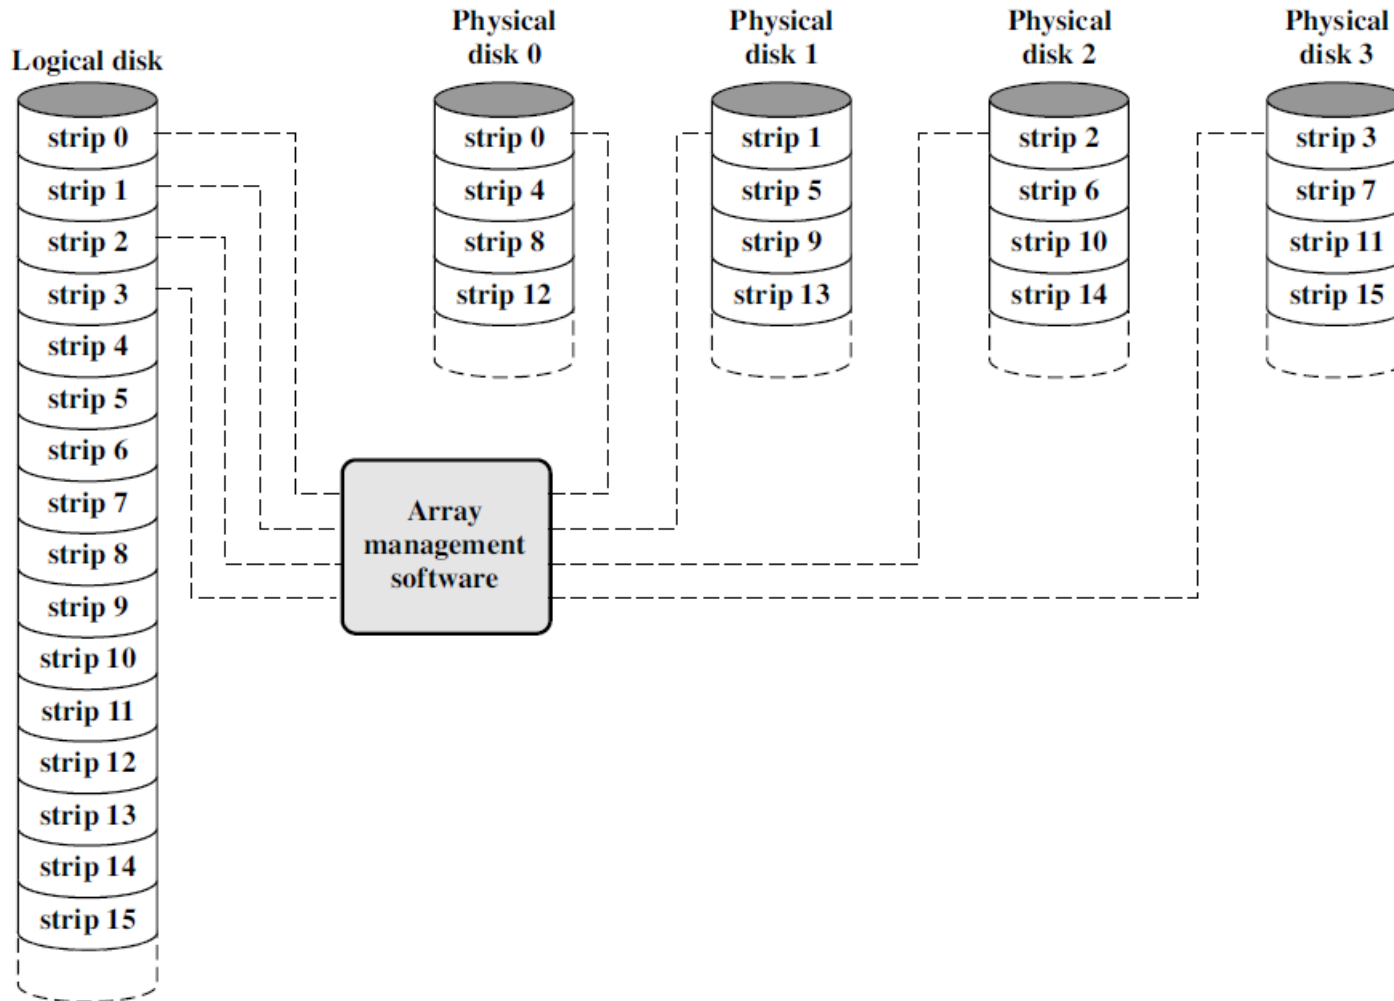 Logical disk
strip 0
strip 1
strip 2
strip 3
strip 4
strip 5
strip 6
strip 7
strip 8
strip 9
strip 10
strip 11
strip 12
strip 13
strip 14
strip 15
Physical
disk 0
strip 0
strip 4
strip 8
strip 12
Physical
disk 1
strip 1
strip 5
strip 9
strip 13
Physical
disk 2
strip 2
strip 6
strip 10
strip 14
Physical
disk 3
strip 3
strip 7
strip 11
strip 15
Array
management
software